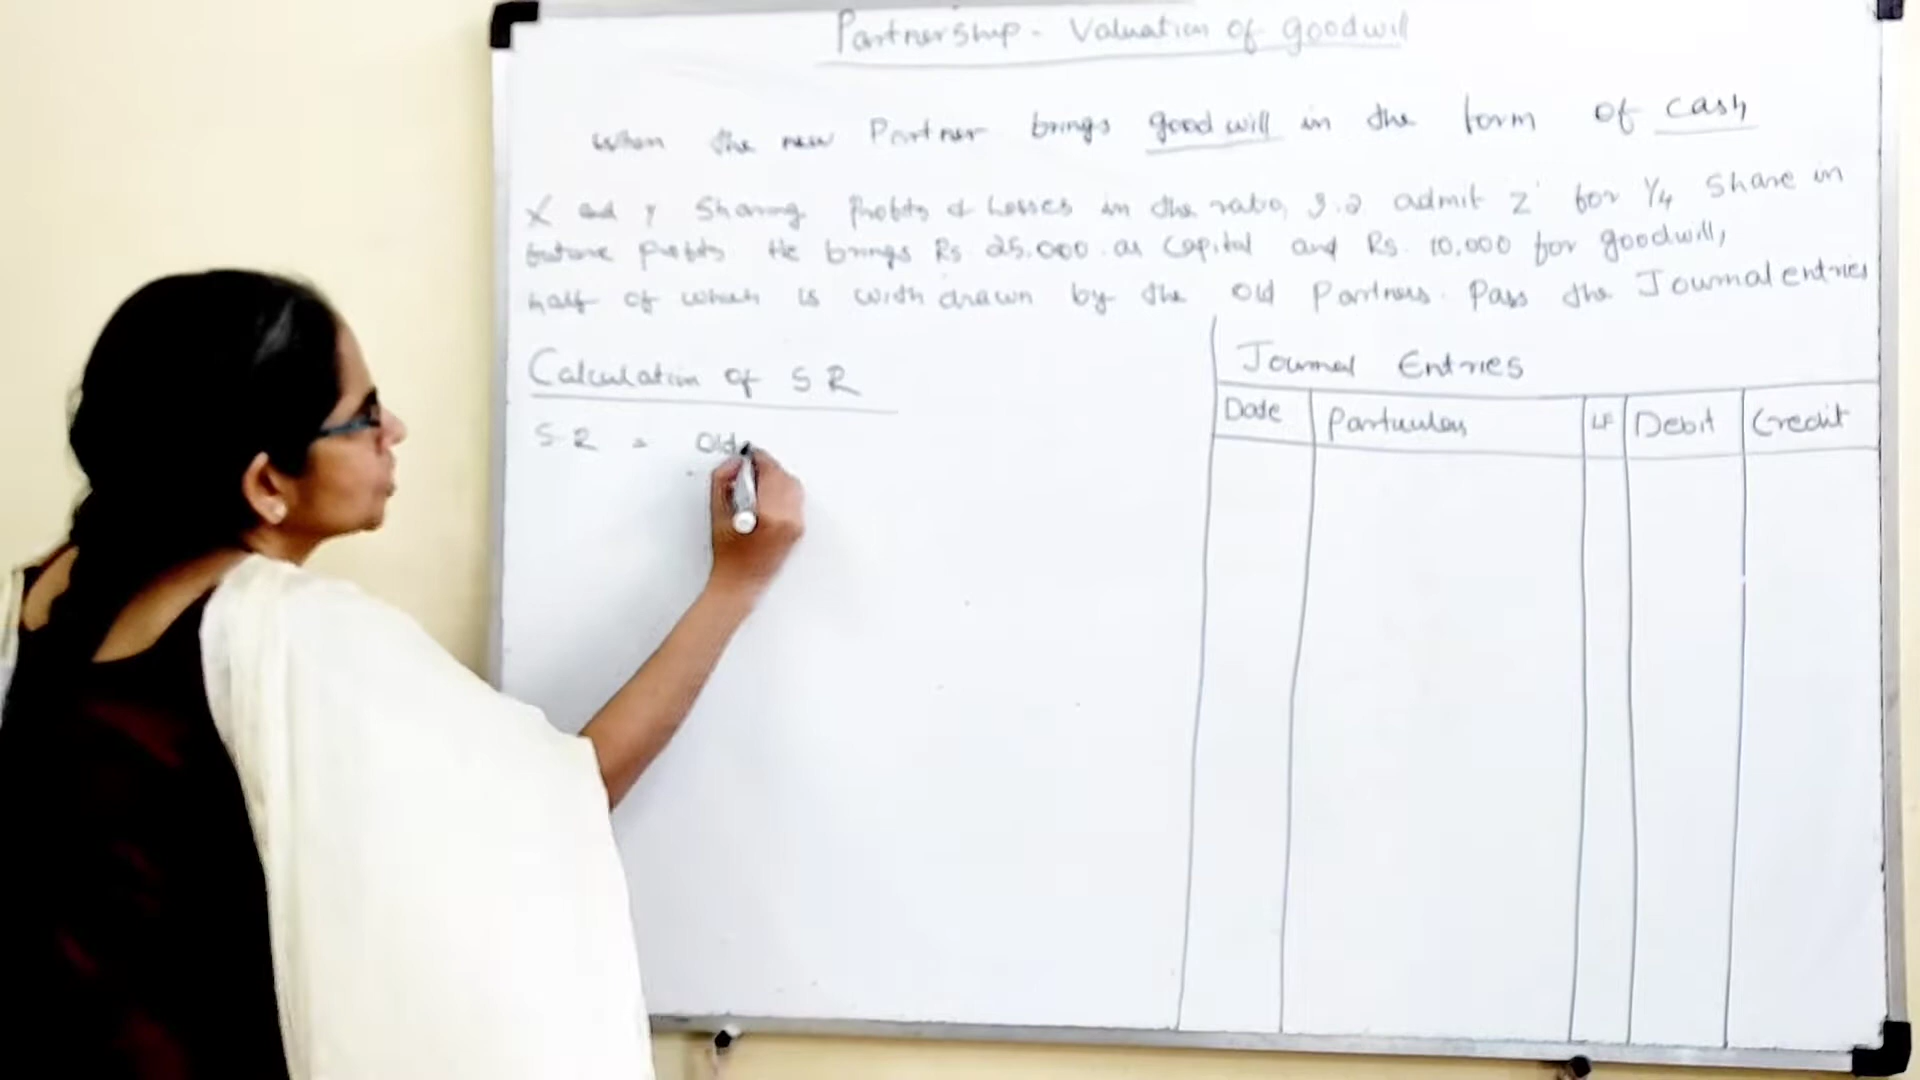 Partnership - Valuation of goodwill
When the new Partner brings goodwill in the form of cash
X and Y Sharing Profits & Losses in the ratio, 3:2 admit Z for 1/4 Share in
future profits. He brings Rs 25,000 as Capital and Rs. 10,000 for goodwill,
half of which is withdrawn by the Old Partners. Pass the Journal entries
Calculation of S R
S R = Old
Journal Entries
Date Particulars LF Debit Credit